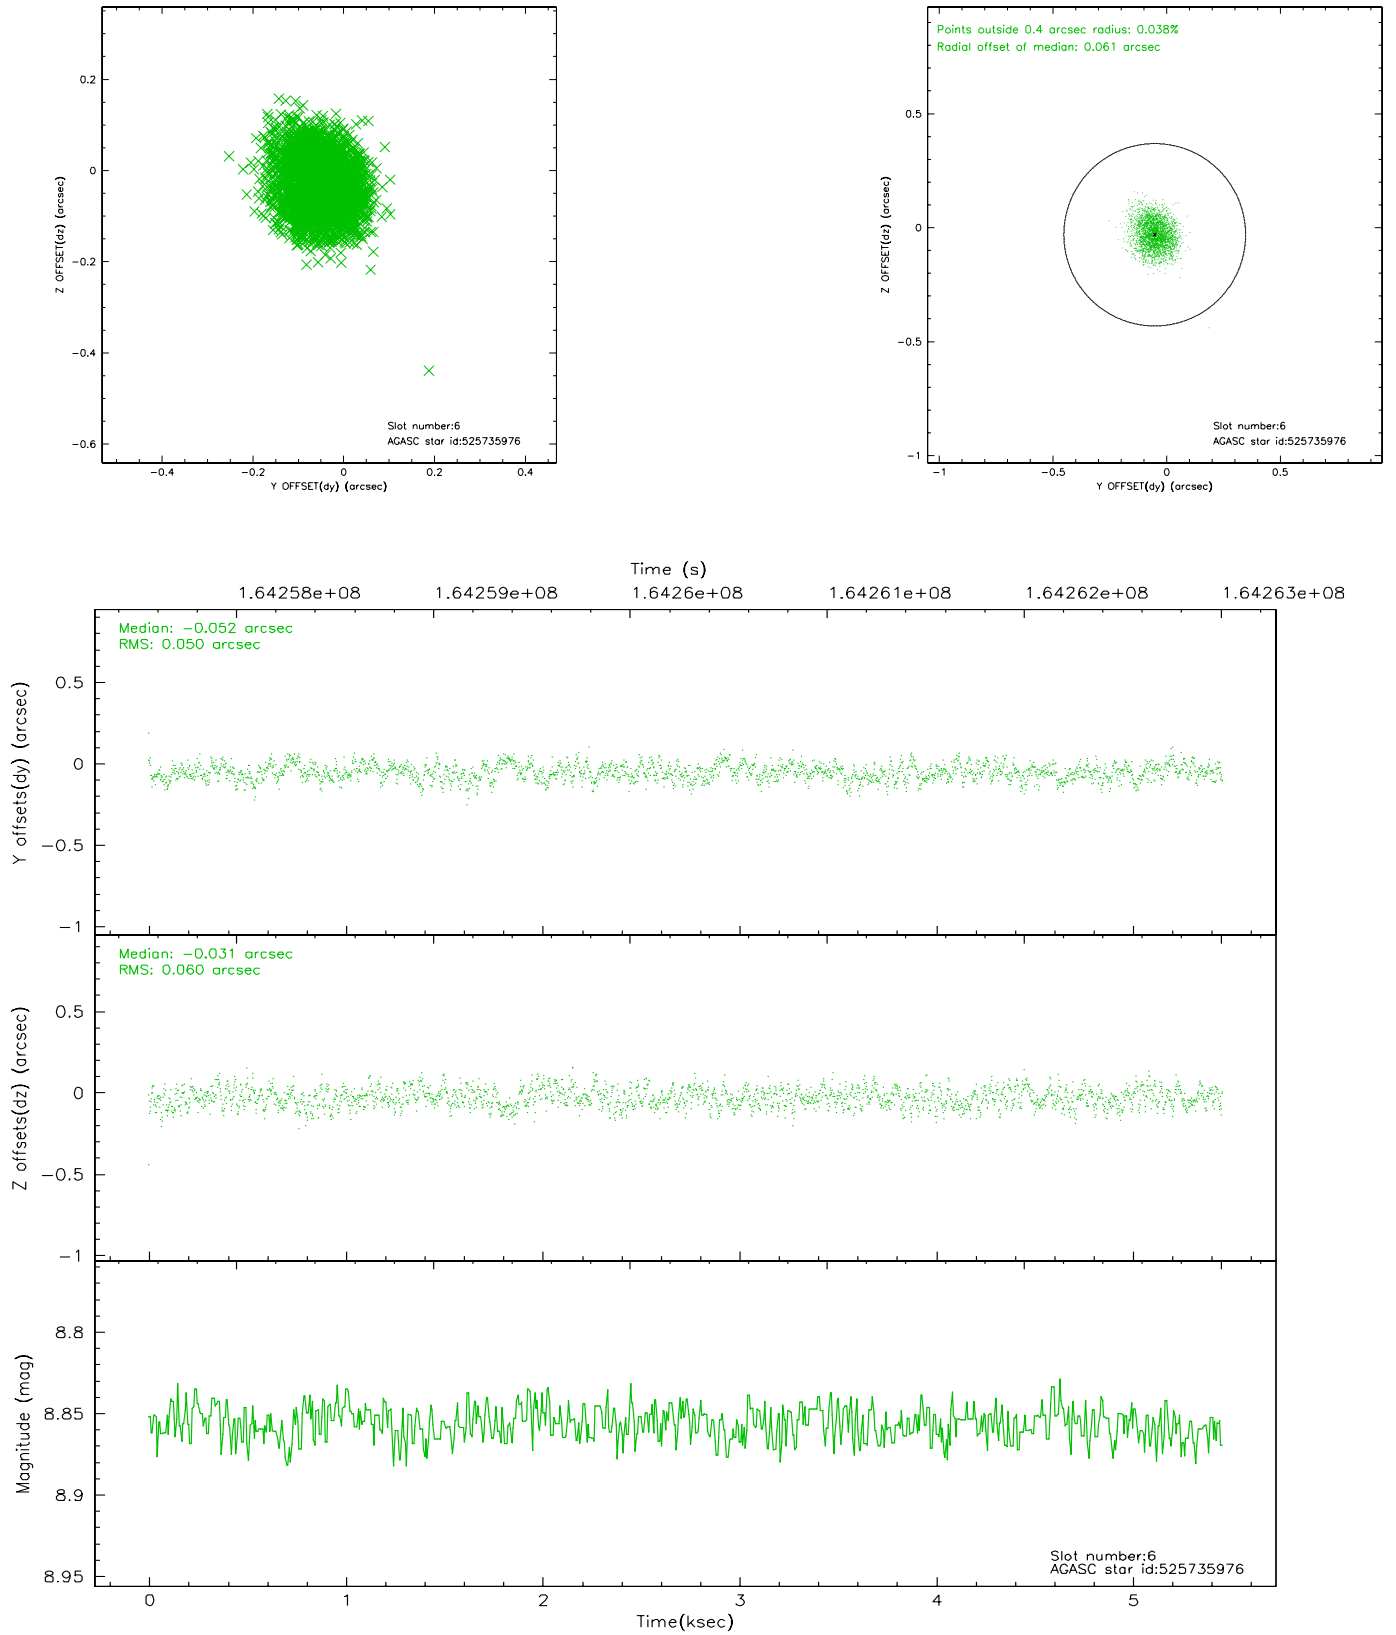 0.2
0
−0.2
−0.4
−0.6
Z OFFSET(dz) (arcsec)
Slot number:6
AGASC star id:525735976
−0.4 −0.2 0 0.2 0.4
Y OFFSET(dy) (arcsec)
Points outside 0.4 arcsec radius: 0.038%
Radial offset of median: 0.061 arcsec
0.5
0
−0.5
−1
Z OFFSET(dz) (arcsec)
Slot number:6
AGASC star id:525735976
−1 −0.5 0 0.5
Y OFFSET(dy) (arcsec)
Time (s)
1.64258e+08 1.64259e+08 1.6426e+08 1.64261e+08 1.64262e+08 1.64263e+08
Median: −0.052 arcsec
RMS: 0.050 arcsec
0.5
0
−0.5
−1
Y offsets(dy) (arcsec)
Median: −0.031 arcsec
RMS: 0.060 arcsec
0.5
0
−0.5
−1
Z offsets(dz) (arcsec)
8.8
8.85
8.9
8.95
Magnitude (mag)
Slot number:6
AGASC star id:525735976
0 1 2 3 4 5
Time(ksec)